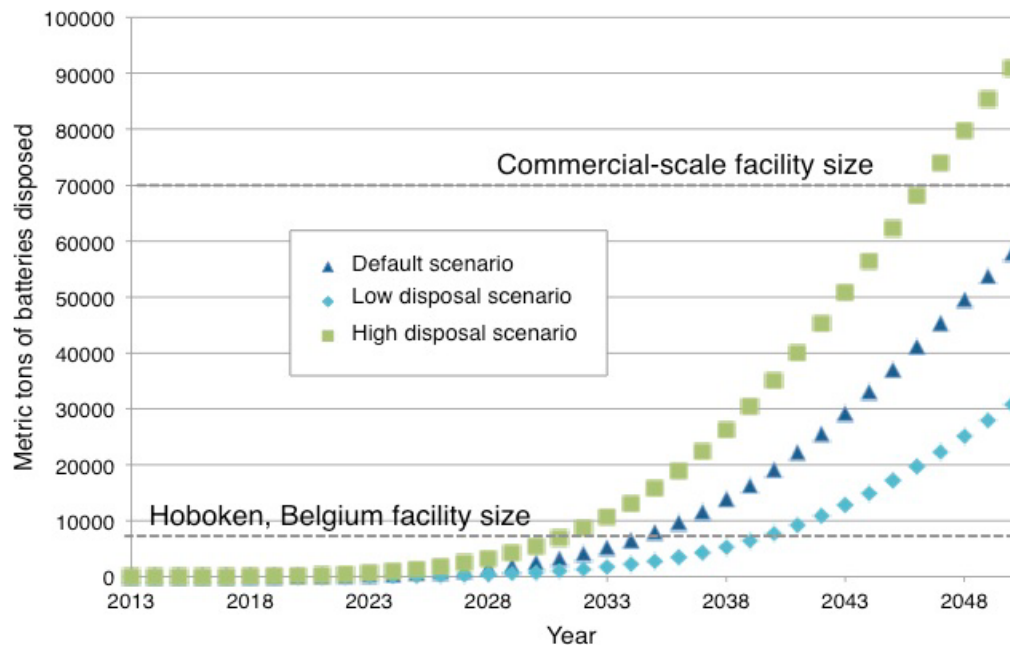 100000
90000
80000
70000
60000
50000
40000
30000
20000
10000
0
Metric tons of batteries disposed
Commercial-scale facility size
Default scenario
Low disposal scenario
High disposal scenario
Hoboken, Belgium facility size
2013 2018 2023 2028 2033 2038 2043 2048
Year